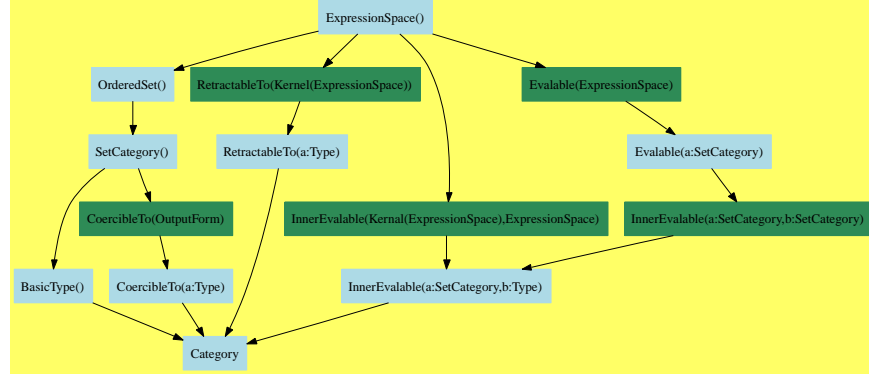 ExpressionSpace()
OrderedSet()
RetractableTo(Kernel(ExpressionSpace))
Evalable(ExpressionSpace)
SetCategory()
RetractableTo(a:Type)
Evalable(a:SetCategory)
CoercibleTo(OutputForm)
InnerEvalable(Kernal(ExpressionSpace),ExpressionSpace)
InnerEvalable(a:SetCategory,b:SetCategory)
BasicType()
CoercibleTo(a:Type)
InnerEvalable(a:SetCategory,b:Type)
Category